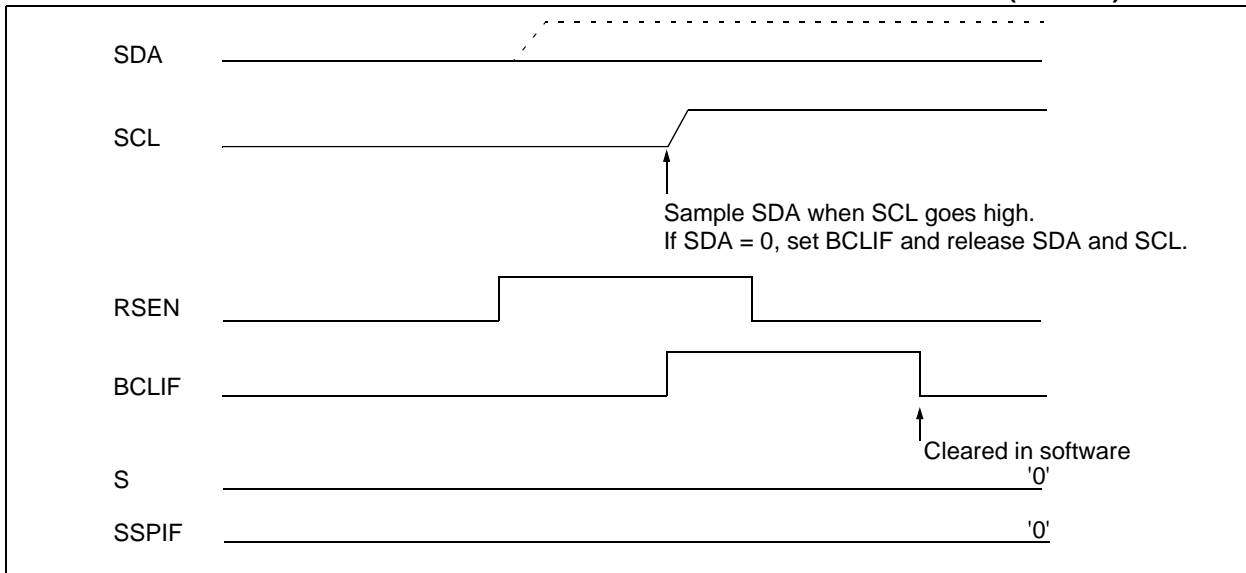 SDA
SCL
Sample SDA when SCL goes high.
If SDA = 0, set BCLIF and release SDA and SCL.
RSEN
BCLIF
Cleared in software
S
'0'
SSPIF
'0'